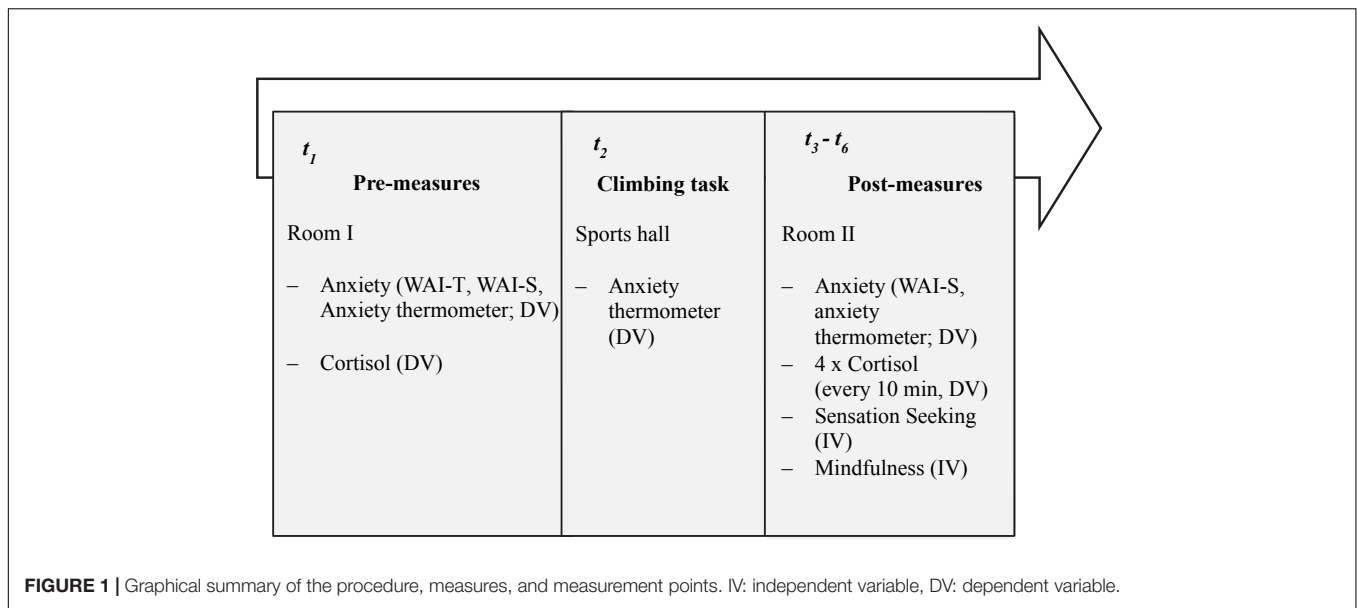 t1
Pre-measures
Room I
– Anxiety (WAI-T, WAI-S,
Anxiety thermometer; DV)
– Cortisol (DV)
t2
Climbing task
Sports hall
– Anxiety
thermometer
(DV)
t3 - t6
Post-measures
Room II
– Anxiety (WAI-S,
anxiety
thermometer; DV)
– 4 x Cortisol
(every 10 min, DV)
– Sensation Seeking
(IV)
– Mindfulness (IV)
FIGURE 1 | Graphical summary of the procedure, measures, and measurement points. IV: independent variable, DV: dependent variable.